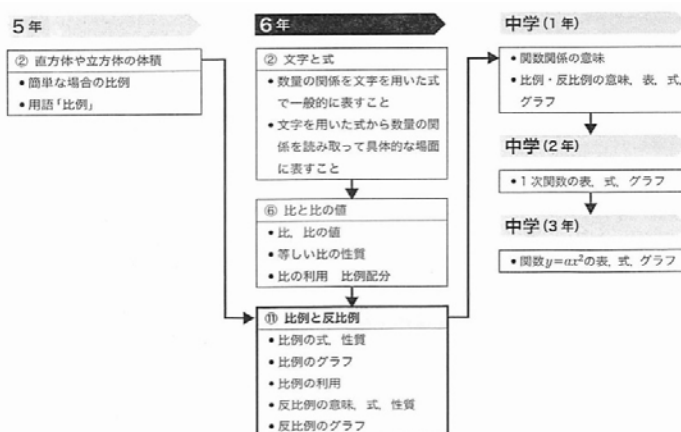 5年
② 直方体や立方体の体積
• 簡単な場合の比例
• 用語「比例」
6年
② 文字と式
• 数量の関係を文字を用いた式
で一般的に表すこと
• 文字を用いた式から数量の関
係を読み取って具体的な場面
に表すこと
⑥ 比と比の値
• 比, 比の値
• 等しい比の性質
• 比の利用 比例配分
⑪ 比例と反比例
• 比例の式, 性質
• 比例のグラフ
• 比例の利用
• 反比例の意味, 式, 性質
• 反比例のグラフ
中学(1年)
• 関数関係の意味
• 比例・反比例の意味, 表, 式,
グラフ
中学(2年)
• 1次関数の表, 式, グラフ
中学(3年)
• 関数y=ax²の表, 式, グラフ